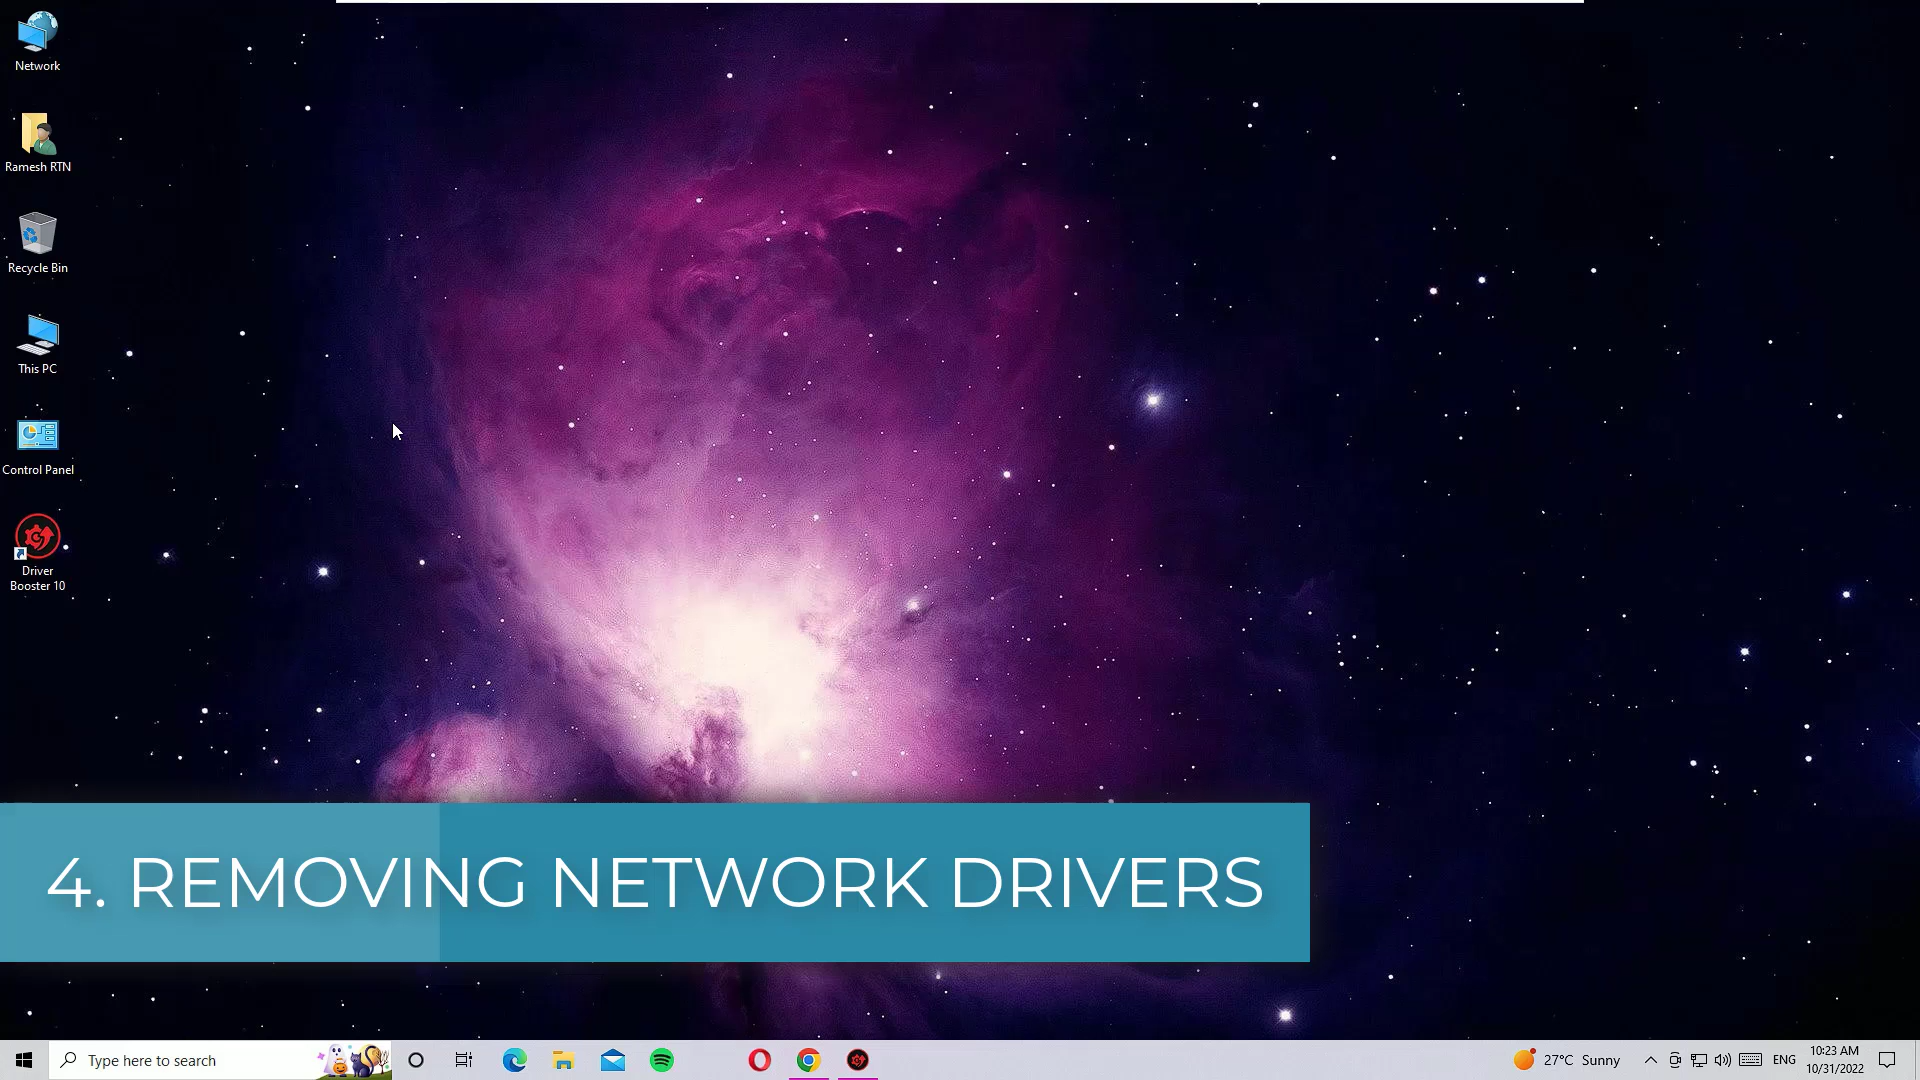 Network
Ramesh RTN
Recycle Bin
This PC
Control Panel
Driver
Booster 10
4. REMOVING NETWORK DRIVERS
Type here to search
27°C Sunny
ENG
10:23 AM
10/31/2022